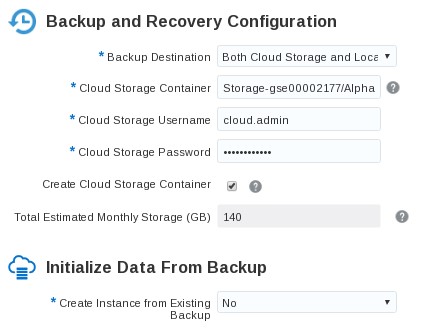 Backup and Recovery Configuration
* Backup Destination Both Cloud Storage and Loca
* Cloud Storage Container Storage-gse00002177/Alpha ?
* Cloud Storage Username cloud.admin
* Cloud Storage Password ••••••••••••
Create Cloud Storage Container ?
Total Estimated Monthly Storage (GB) 140 ?
Initialize Data From Backup
* Create Instance from Existing No
Backup